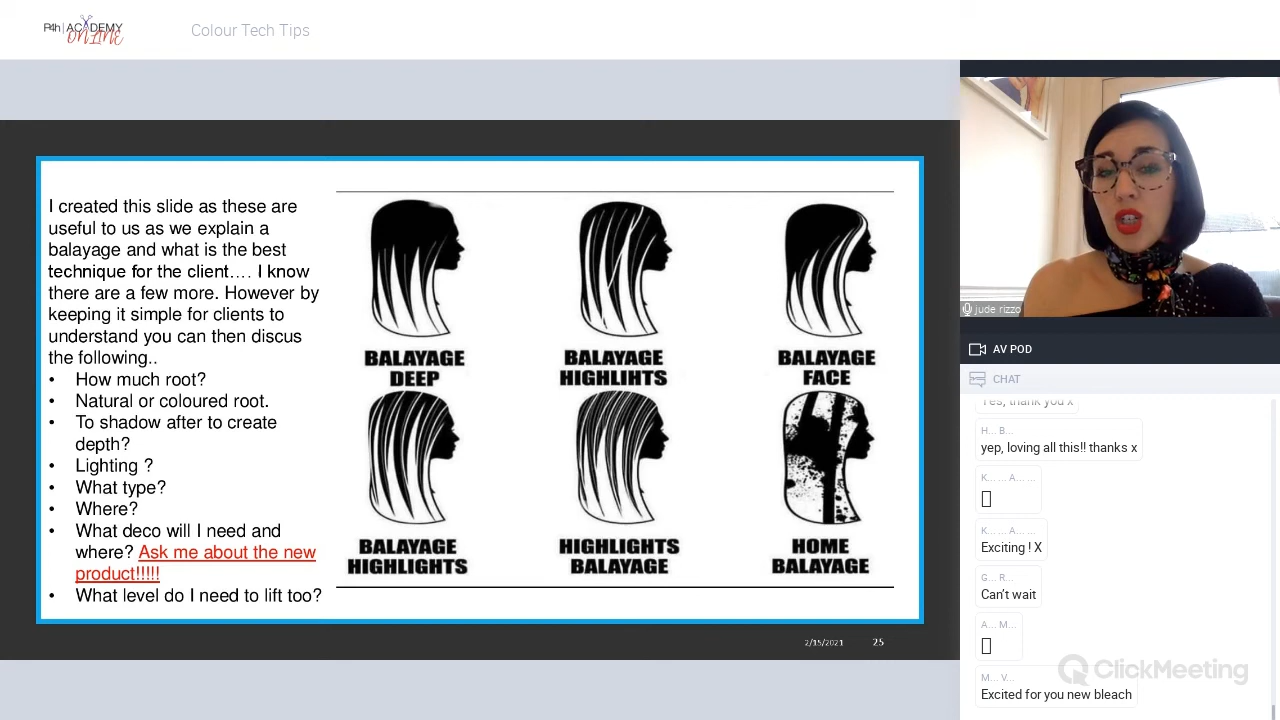 P4h | ACADEMY
ONLINE
Colour Tech Tips
I created this slide as these are
useful to us as we explain a
balayage and what is the best
technique for the client…. I know
there are a few more. However by
keeping it simple for clients to
understand you can then discus
the following..
• How much root?
• Natural or coloured root.
• To shadow after to create
depth?
• Lighting ?
• What type?
• Where?
• What deco will I need and
where? Ask me about the new
product!!!!!
• What level do I need to lift too?
BALAYAGE
DEEP
BALAYAGE
HIGHLIHTS
BALAYAGE
FACE
BALAYAGE
HIGHLIGHTS
HIGHLIGHTS
BALAYAGE
HOME
BALAYAGE
2/15/2021
25
jude rizzo
AV POD
CHAT
Yes, thank you x
H... B...
yep, loving all this!! thanks x
K... ... A... ...
K... ... A... ...
Exciting ! X
G... R...
Can't wait
A... M...
M... V...
Excited for you new bleach
ClickMeeting